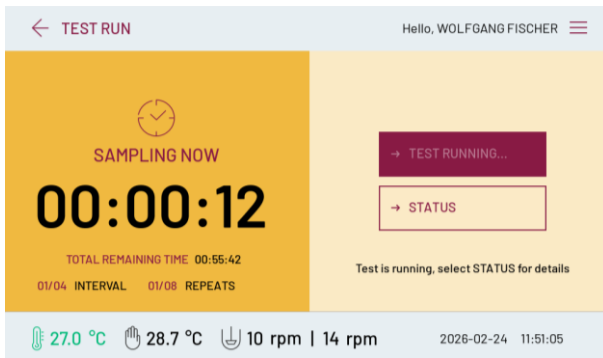 TEST RUN
Hello, WOLFGANG FISCHER
SAMPLING NOW
00:00:12
TOTAL REMAINING TIME 00:55:42
01/04 INTERVAL 01/08 REPEATS
→ TEST RUNNING...
→ STATUS
Test is running, select STATUS for details
27.0 °C 28.7 °C 10 rpm | 14 rpm 2026-02-24 11:51:05